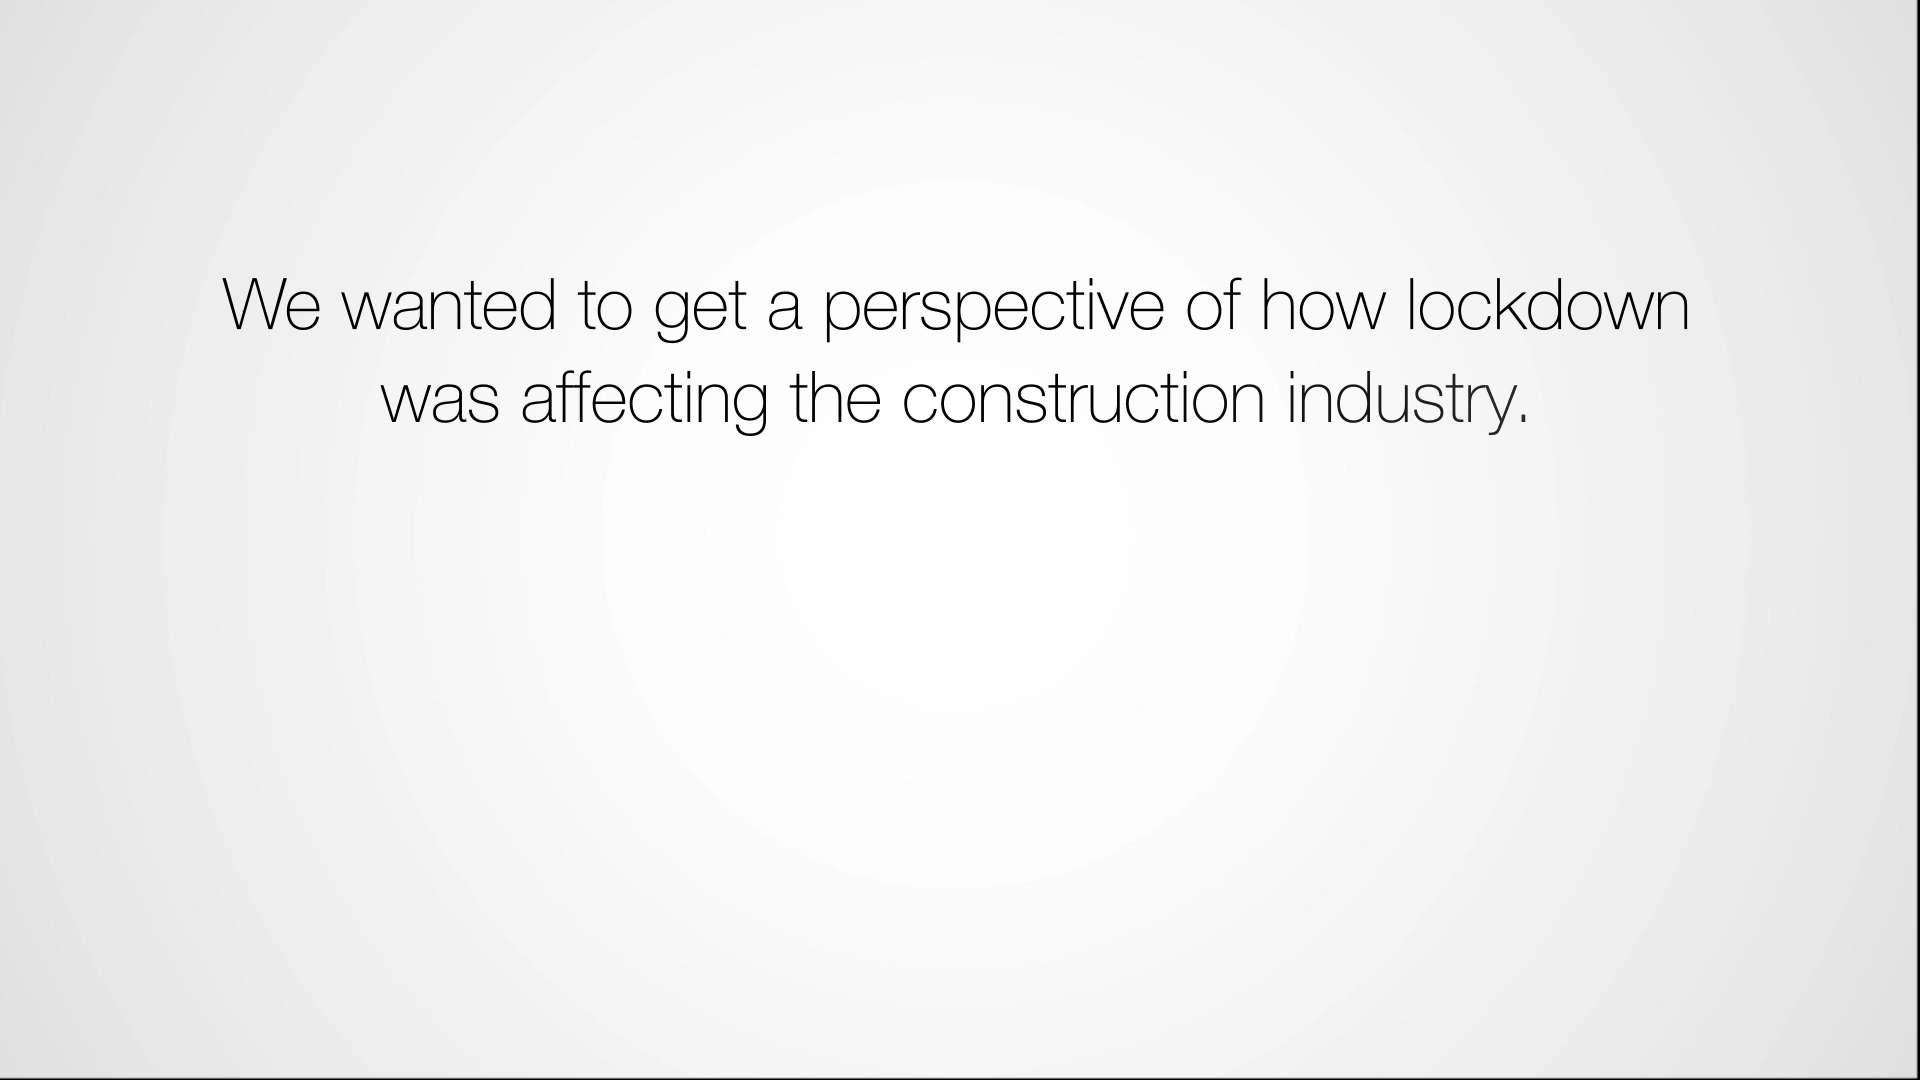 We wanted to get a perspective of how lockdown
was affecting the construction industry.